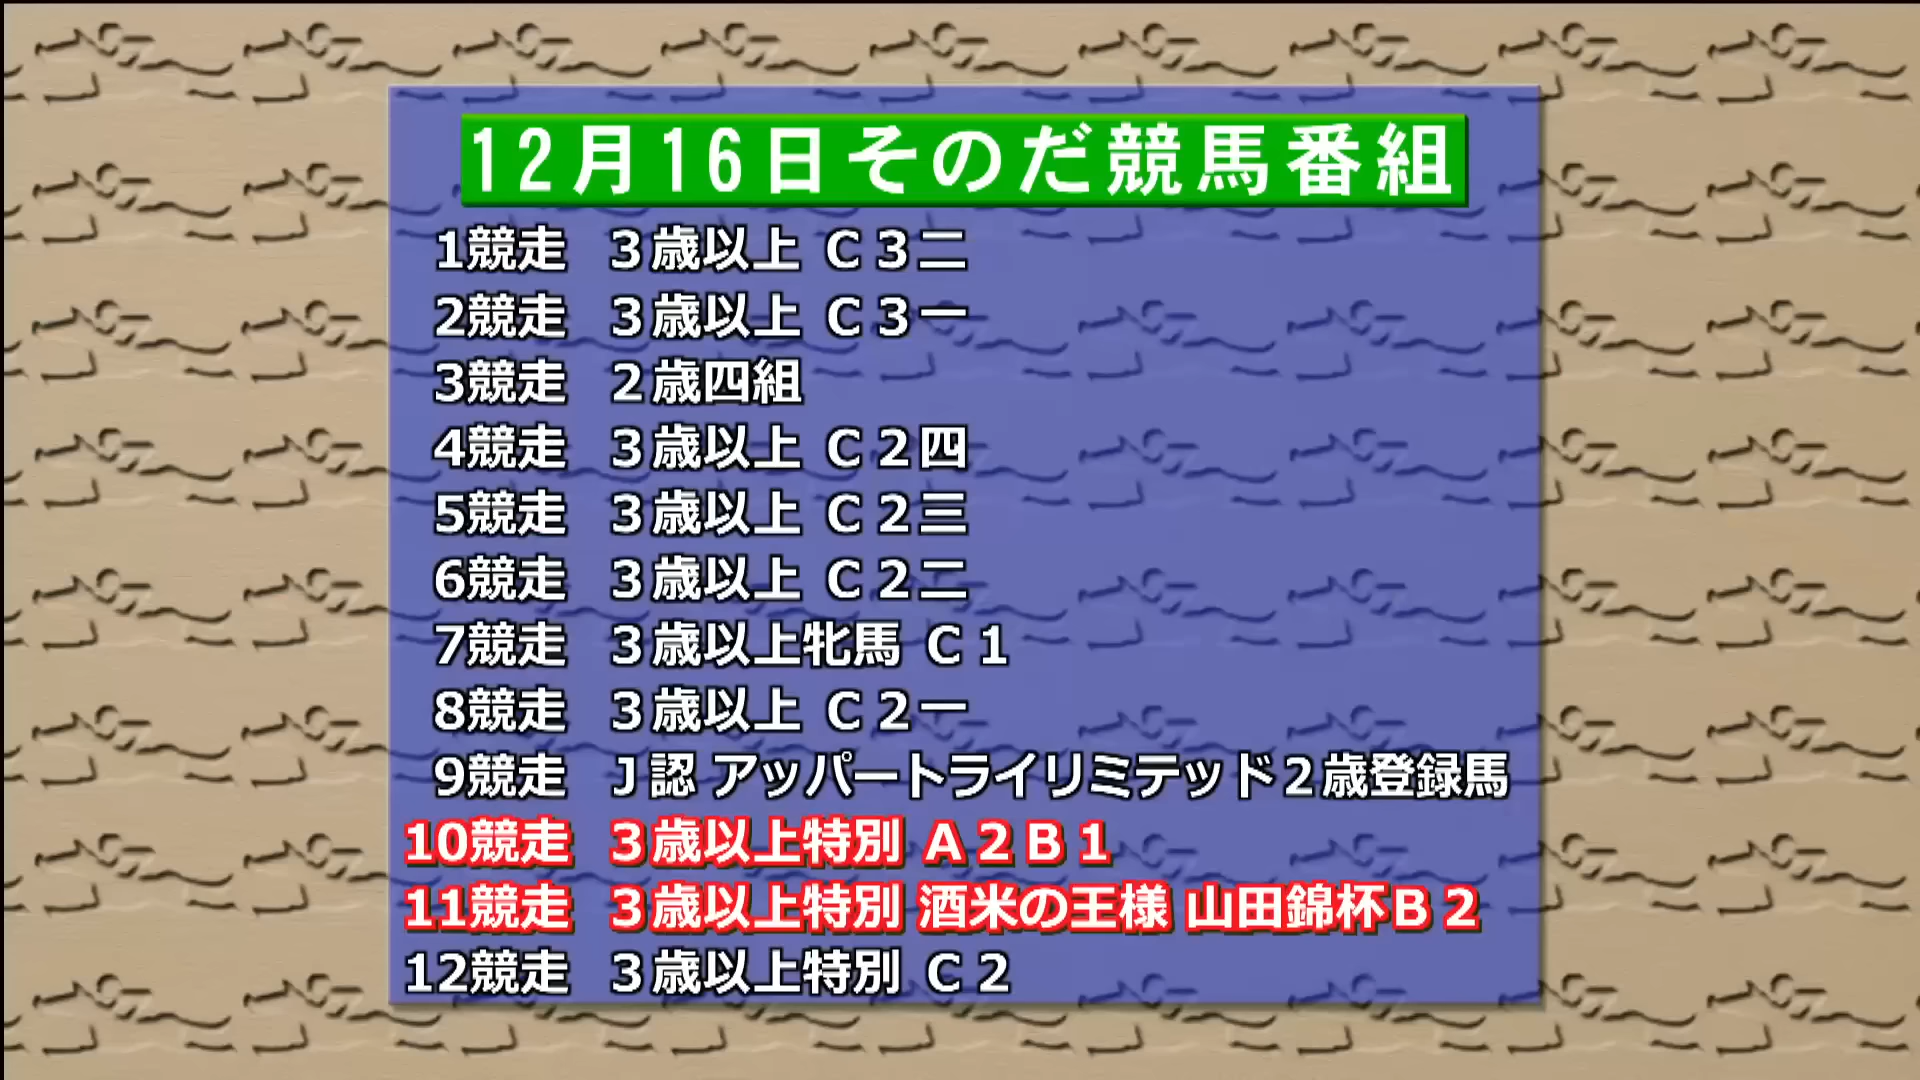 12月16日そのだ競馬番組
1競走 3歳以上 C3二
2競走 3歳以上 C3一
3競走 2歳四組
4競走 3歳以上 C2四
5競走 3歳以上 C2三
6競走 3歳以上 C2二
7競走 3歳以上牝馬 C1
8競走 3歳以上 C2一
9競走 J認 アッパートライリミテッド2歳登録馬
10競走 3歳以上特別 A2B1
11競走 3歳以上特別 酒米の王様 山田錦杯B2
12競走 3歳以上特別 C2